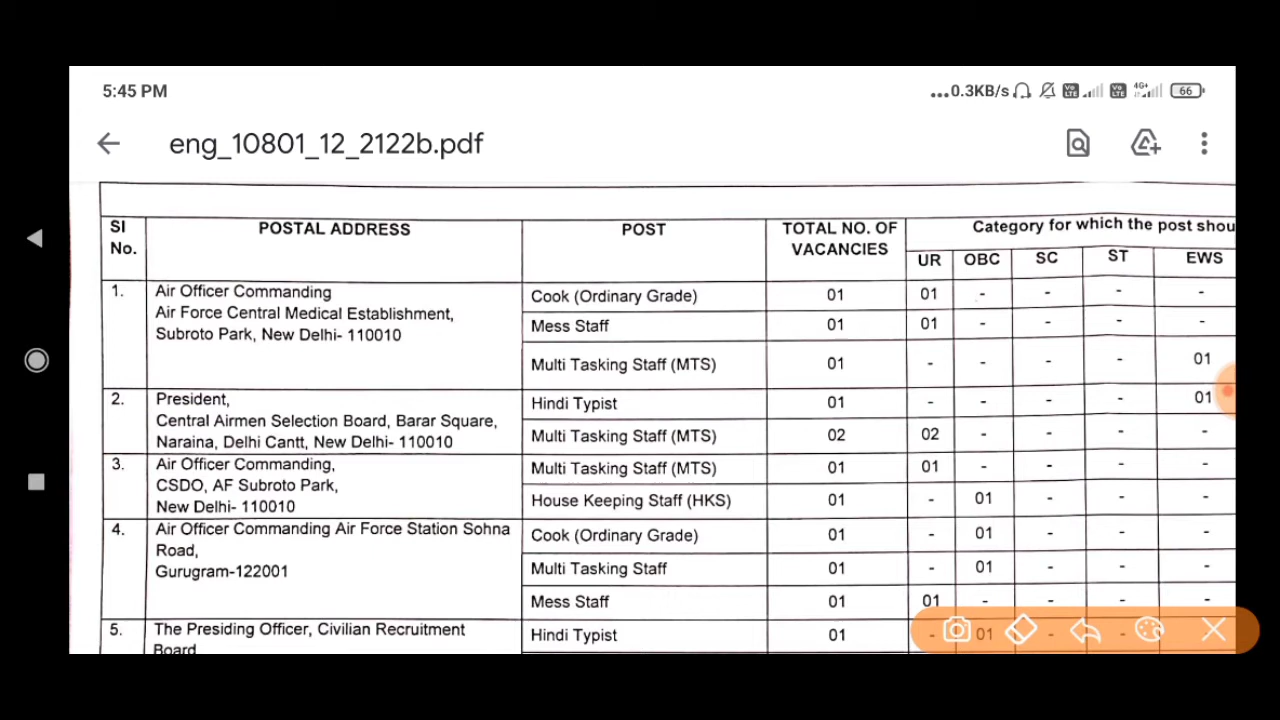 5:45 PM ...0.3KB/s Vo LTE Vo LTE 4G+ 66
eng_10801_12_2122b.pdf
SI No. POSTAL ADDRESS POST TOTAL NO. OF VACANCIES Category for which the post shou
UR OBC SC ST EWS
1. Air Officer Commanding
Air Force Central Medical Establishment,
Subroto Park, New Delhi- 110010
Cook (Ordinary Grade) 01 01 - - - -
Mess Staff 01 01 - - - -
Multi Tasking Staff (MTS) 01 - - - - 01
2. President,
Central Airmen Selection Board, Barar Square,
Naraina, Delhi Cantt, New Delhi- 110010
Hindi Typist 01 - - - - 01
Multi Tasking Staff (MTS) 02 02 - - - -
3. Air Officer Commanding,
CSDO, AF Subroto Park,
New Delhi- 110010
Multi Tasking Staff (MTS) 01 01 - - - -
House Keeping Staff (HKS) 01 - 01 - - -
4. Air Officer Commanding Air Force Station Sohna
Road,
Gurugram-122001
Cook (Ordinary Grade) 01 - 01 - - -
Multi Tasking Staff 01 - 01 - - -
Mess Staff 01 01 - - - -
5. The Presiding Officer, Civilian Recruitment
Board
Hindi Typist 01 - 01 - -